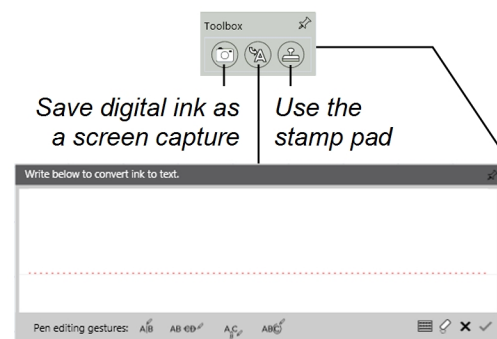 Toolbox
Save digital ink as
a screen capture
Use the
stamp pad
Write below to convert ink to text.
Pen editing gestures: